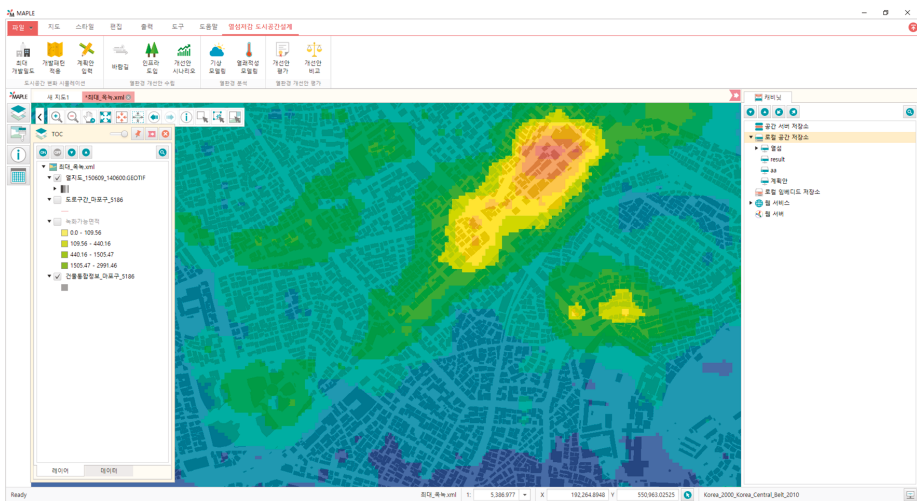 MAPLE
파일 지도 스타일 편집 출력 도구 도움말 열섬저감 도시공간설계
최대 개발밀도
개발패턴 적용
계획안 입력
바람길
인프라 도입
개선안 시나리오
기상 모델링
열쾌적성 모델링
개선안 평가
개선안 비교
도시공간 변화 시뮬레이션 열환경 개선안 수립 열환경 분석 열환경 개선안 평가
MAPLE
새 지도1
*최대_옥녹.xml
캐비닛
TOC
ON OFF
최대_옥녹.xml
열지도_150609_140600.GEOTIF
도로구간_마포구_5186
녹화가능면적
0.0 - 109.56
109.56 - 440.16
440.16 - 1505.47
1505.47 - 2991.46
건물통합정보_마포구_5186
레이어 데이터
공간 서버 저장소
로컬 공간 저장소
열섬
result
aa
계획안
로컬 임베디드 저장소
웹 서비스
웹 서버
Ready 최대_옥녹.xml 1: 5,386.977 X 192,264.8948 Y 550,963.02525 Korea_2000_Korea_Central_Belt_2010